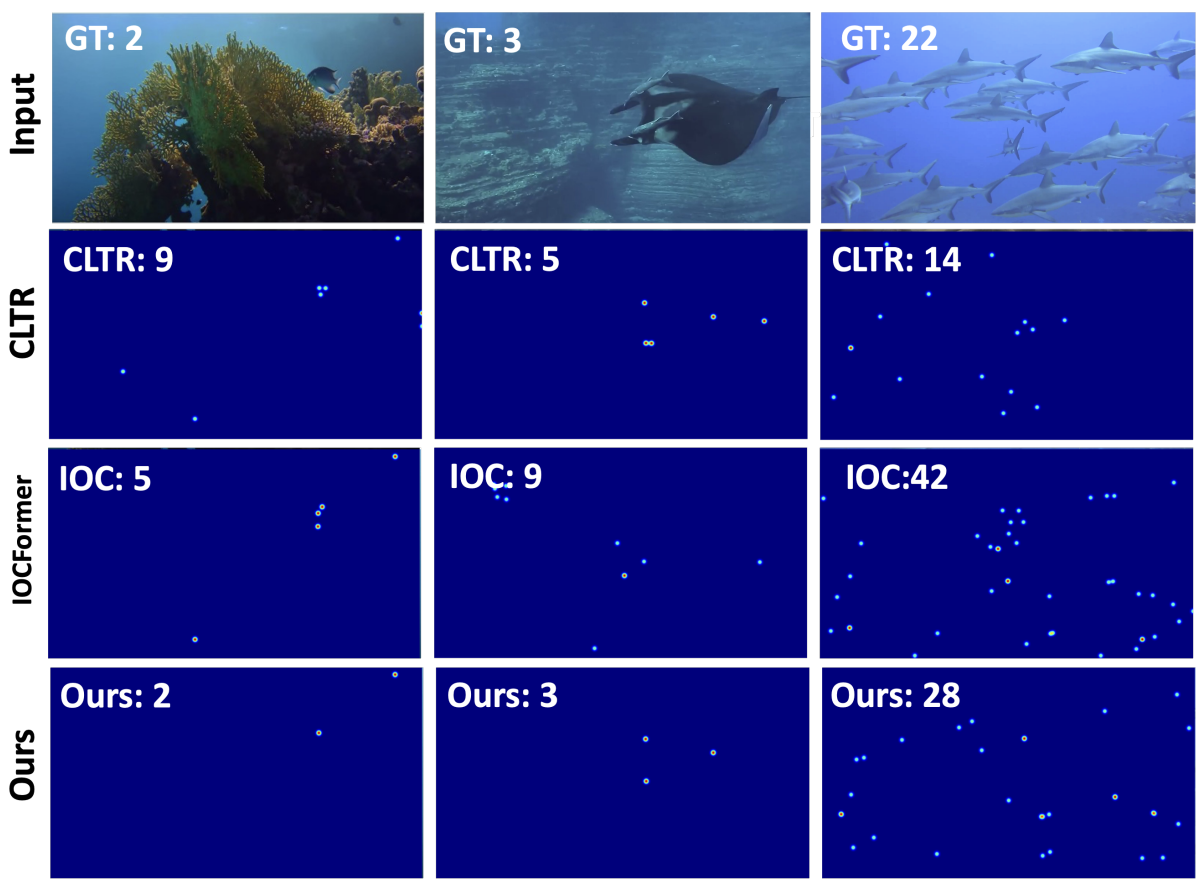 Input
GT: 2
GT: 3
GT: 22
CLTR
CLTR: 9
CLTR: 5
CLTR: 14
IOCFormer
IOC: 5
IOC: 9
IOC:42
Ours
Ours: 2
Ours: 3
Ours: 28